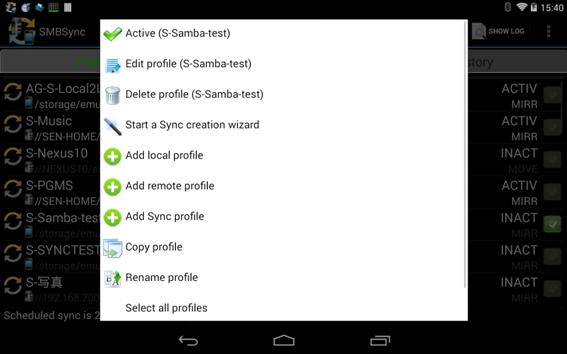 15:40
SMBSync
SHOW LOG
Active (S-Samba-test)
Edit profile (S-Samba-test)
Delete profile (S-Samba-test)
Start a Sync creation wizard
Add local profile
Add remote profile
Add Sync profile
Copy profile
Rename profile
Select all profiles
story
AG-S-Local2L
ACTIV
/storage/emu
MIRR
S-Music
ACTIV
//SEN-HOME/
MIRR
S-Nexus10
INACT
//NEXUS10/s
MOVE
S-PGMS
ACTIV
//SEN-HOME/
MIRR
S-Samba-tes
INACT
/storage/emu
MIRR
S-SYNCTEST
INACT
/storage/emu
MIRR
S-写真
INACT
//192.168.200
MIRR
Scheduled sync is 2